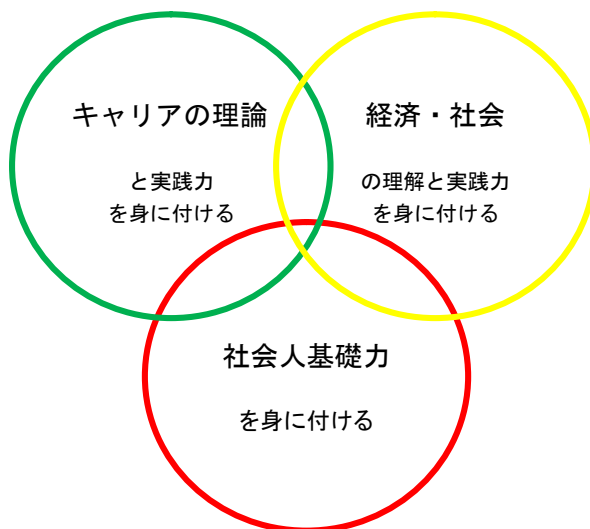 キャリアの理論
と実践力
を身に付ける
経済・社会
の理解と実践力
を身に付ける
社会人基礎力
を身に付ける